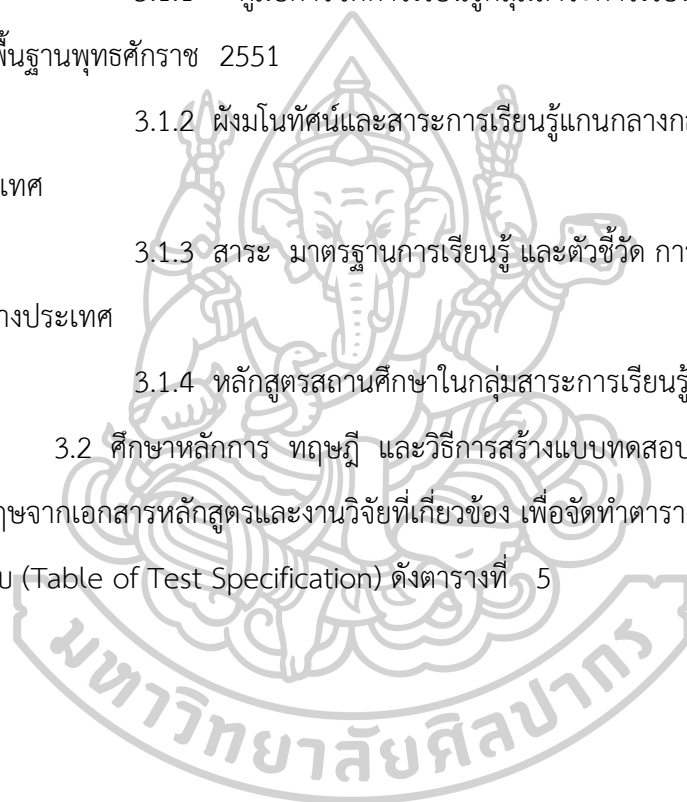 พื้นฐานพุทธศักราช 2551
3.1.2 ผังมโนทัศน์และสาระการเรียนรู้แกนกลางก
เทศ
3.1.3 สาระ มาตรฐานการเรียนรู้ และตัวชี้วัด กา
างประเทศ
3.1.4 หลักสูตรสถานศึกษาในกลุ่มสาระการเรียนรู้
3.2 ศึกษาหลักการ ทฤษฎี และวิธีการสร้างแบบทดสอบ
ฤษจากเอกสารหลักสูตรและงานวิจัยที่เกี่ยวข้อง เพื่อจัดทำตารา
บ (Table of Test Specification) ดังตารางที่ 5
มหาวิทยาลัยศิลปากร